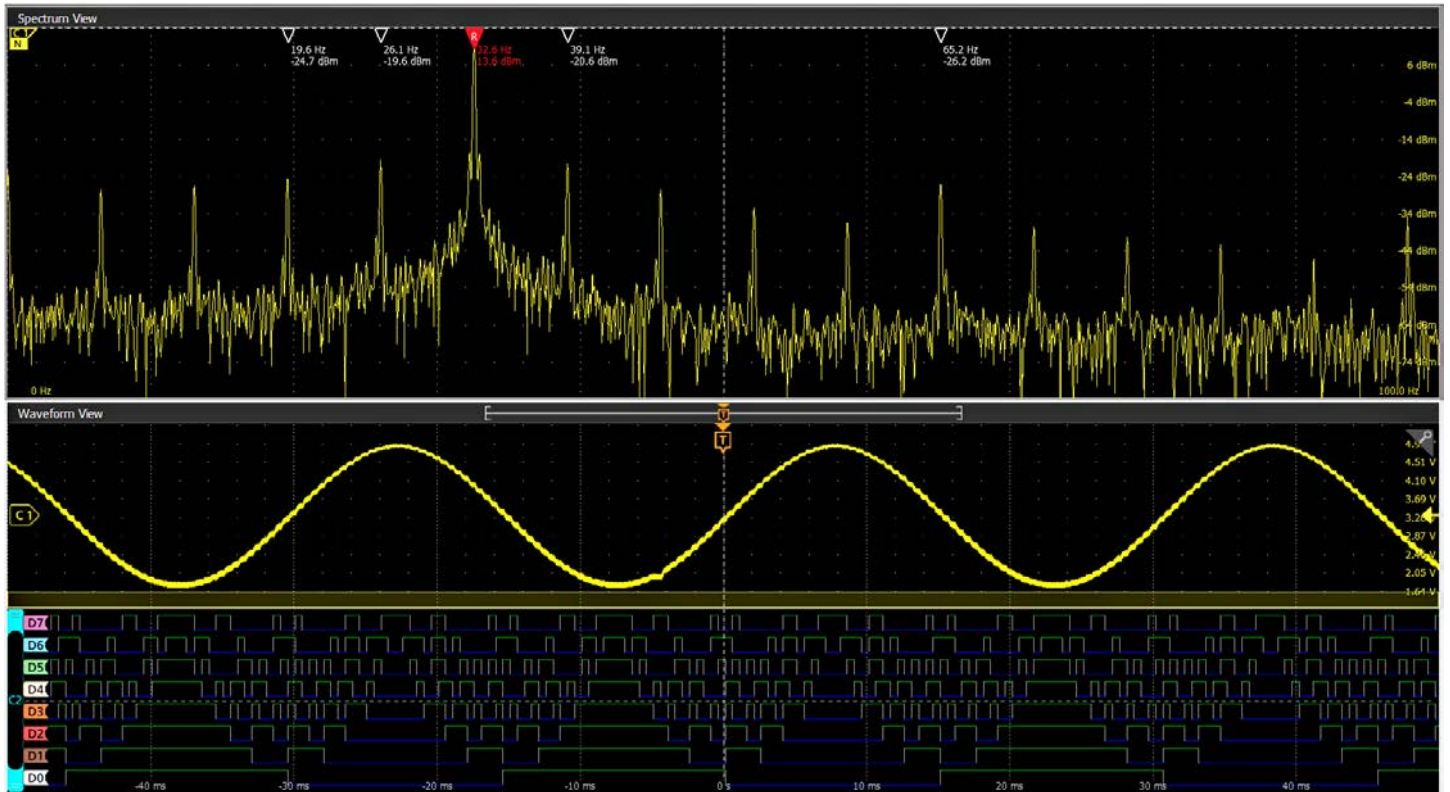 Spectrum View
C1
N
19.6 Hz
-24.7 dBm
26.1 Hz
-19.6 dBm
R
32.6 Hz
13.6 dBm
39.1 Hz
-20.6 dBm
65.2 Hz
-26.2 dBm
6 dBm
-4 dBm
-14 dBm
-24 dBm
-34 dBm
-44 dBm
-54 dBm
-74 dBm
0 Hz
100.0 Hz
Waveform View
T
T
4.51 V
4.10 V
3.69 V
C1
2.87 V
2.05 V
1.64 V
D7
D6
D5
D4
C2
D3
D2
D1
D0
-40 ms
-30 ms
-20 ms
-10 ms
0 s
10 ms
20 ms
30 ms
40 ms